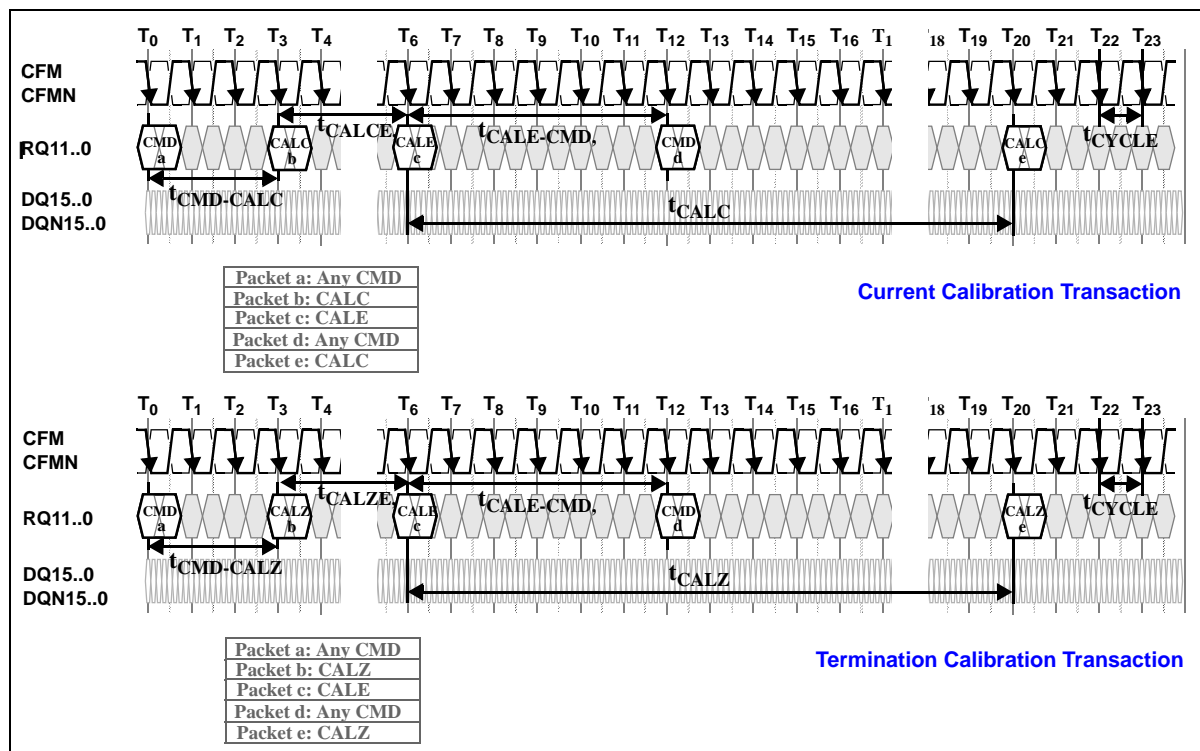 T0 T1 T2 T3 T4 T6 T7 T8 T9 T10 T11 T12 T13 T14 T15 T16 T1 18 T19 T20 T21 T22 T23
CFM
CFMN
tCALCE, tCALE-CMD, tCYCLE
RQ11..0
CMD a CALC b CALE c CMD d CALC e
tCMD-CALC tCALC
DQ15..0
DQN15..0
Packet a: Any CMD
Packet b: CALC
Packet c: CALE
Packet d: Any CMD
Packet e: CALC
Current Calibration Transaction
T0 T1 T2 T3 T4 T6 T7 T8 T9 T10 T11 T12 T13 T14 T15 T16 T1 18 T19 T20 T21 T22 T23
CFM
CFMN
tCALZE, tCALE-CMD, tCYCLE
RQ11..0
CMD a CALZ b CALE c CMD d CALZ e
tCMD-CALZ tCALZ
DQ15..0
DQN15..0
Packet a: Any CMD
Packet b: CALZ
Packet c: CALE
Packet d: Any CMD
Packet e: CALZ
Termination Calibration Transaction